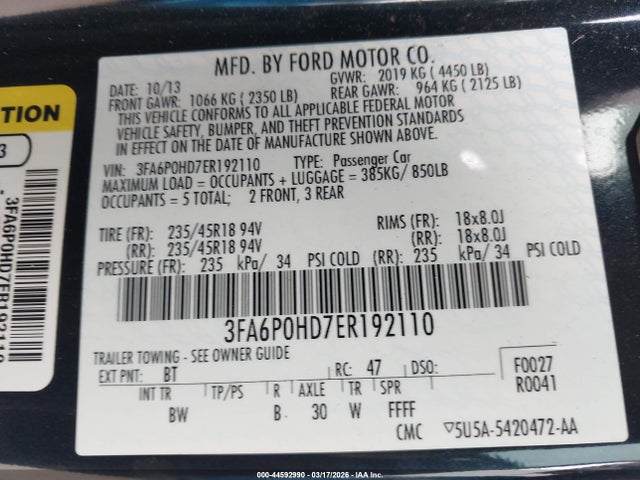 MFD. BY FORD MOTOR CO.
DATE: 10/13 GVWR: 2019 KG ( 4450 LB)
FRONT GAWR: 1066 KG ( 2350 LB) REAR GAWR: 964 KG ( 2125 LB)
THIS VEHICLE CONFORMS TO ALL APPLICABLE FEDERAL MOTOR
VEHICLE SAFETY, BUMPER, AND THEFT PREVENTION STANDARDS
IN EFFECT ON THE DATE OF MANUFACTURE SHOWN ABOVE.
VIN: 3FA6P0HD7ER192110 TYPE: Passenger Car
MAXIMUM LOAD = OCCUPANTS + LUGGAGE = 385KG/ 850LB
OCCUPANTS = 5 TOTAL; 2 FRONT, 3 REAR
TIRE (FR): 235/45R18 94V RIMS (FR): 18x8.0J
(RR): 235/45R18 94V (RR): 18x8.0J
PRESSURE (FR): 235 kPa/ 34 PSI COLD (RR): 235 kPa/ 34 PSI COLD
3FA6P0HD7ER192110
TRAILER TOWING - SEE OWNER GUIDE
EXT PNT: BT RC: 47 DSO: F0027
R0041
INT TR TP/PS R AXLE TR SPR
BW B 30 W FFFF
CMC ▽5U5A-5420472-AA
TION
3
3FA6P0HD7ER192110
000-44592990 - 03/17/2026 - IAA Inc.